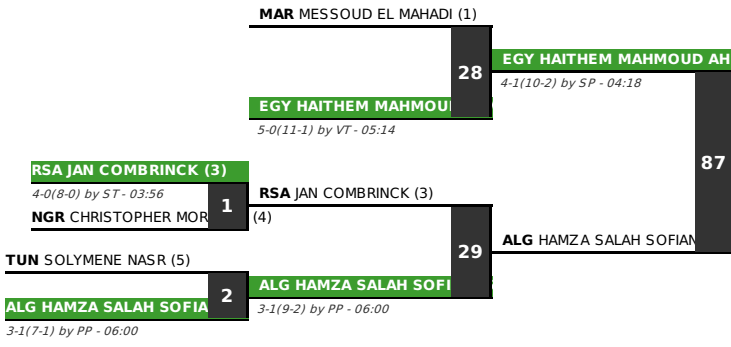 MAR MESSOUD EL MAHADI (1)
28
EGY HAITHEM MAHMOUD AH
4-1(10-2) by SP - 04:18
EGY HAITHEM MAHMOU
5-0(11-1) by VT - 05:14
87
RSA JAN COMBRINCK (3)
4-0(8-0) by ST - 03:56
1
NGR CHRISTOPHER MOR (4)
RSA JAN COMBRINCK (3)
29
ALG HAMZA SALAH SOFIAN
TUN SOLYMENE NASR (5)
2
ALG HAMZA SALAH SOFI
3-1(9-2) by PP - 06:00
ALG HAMZA SALAH SOFIA
3-1(7-1) by PP - 06:00